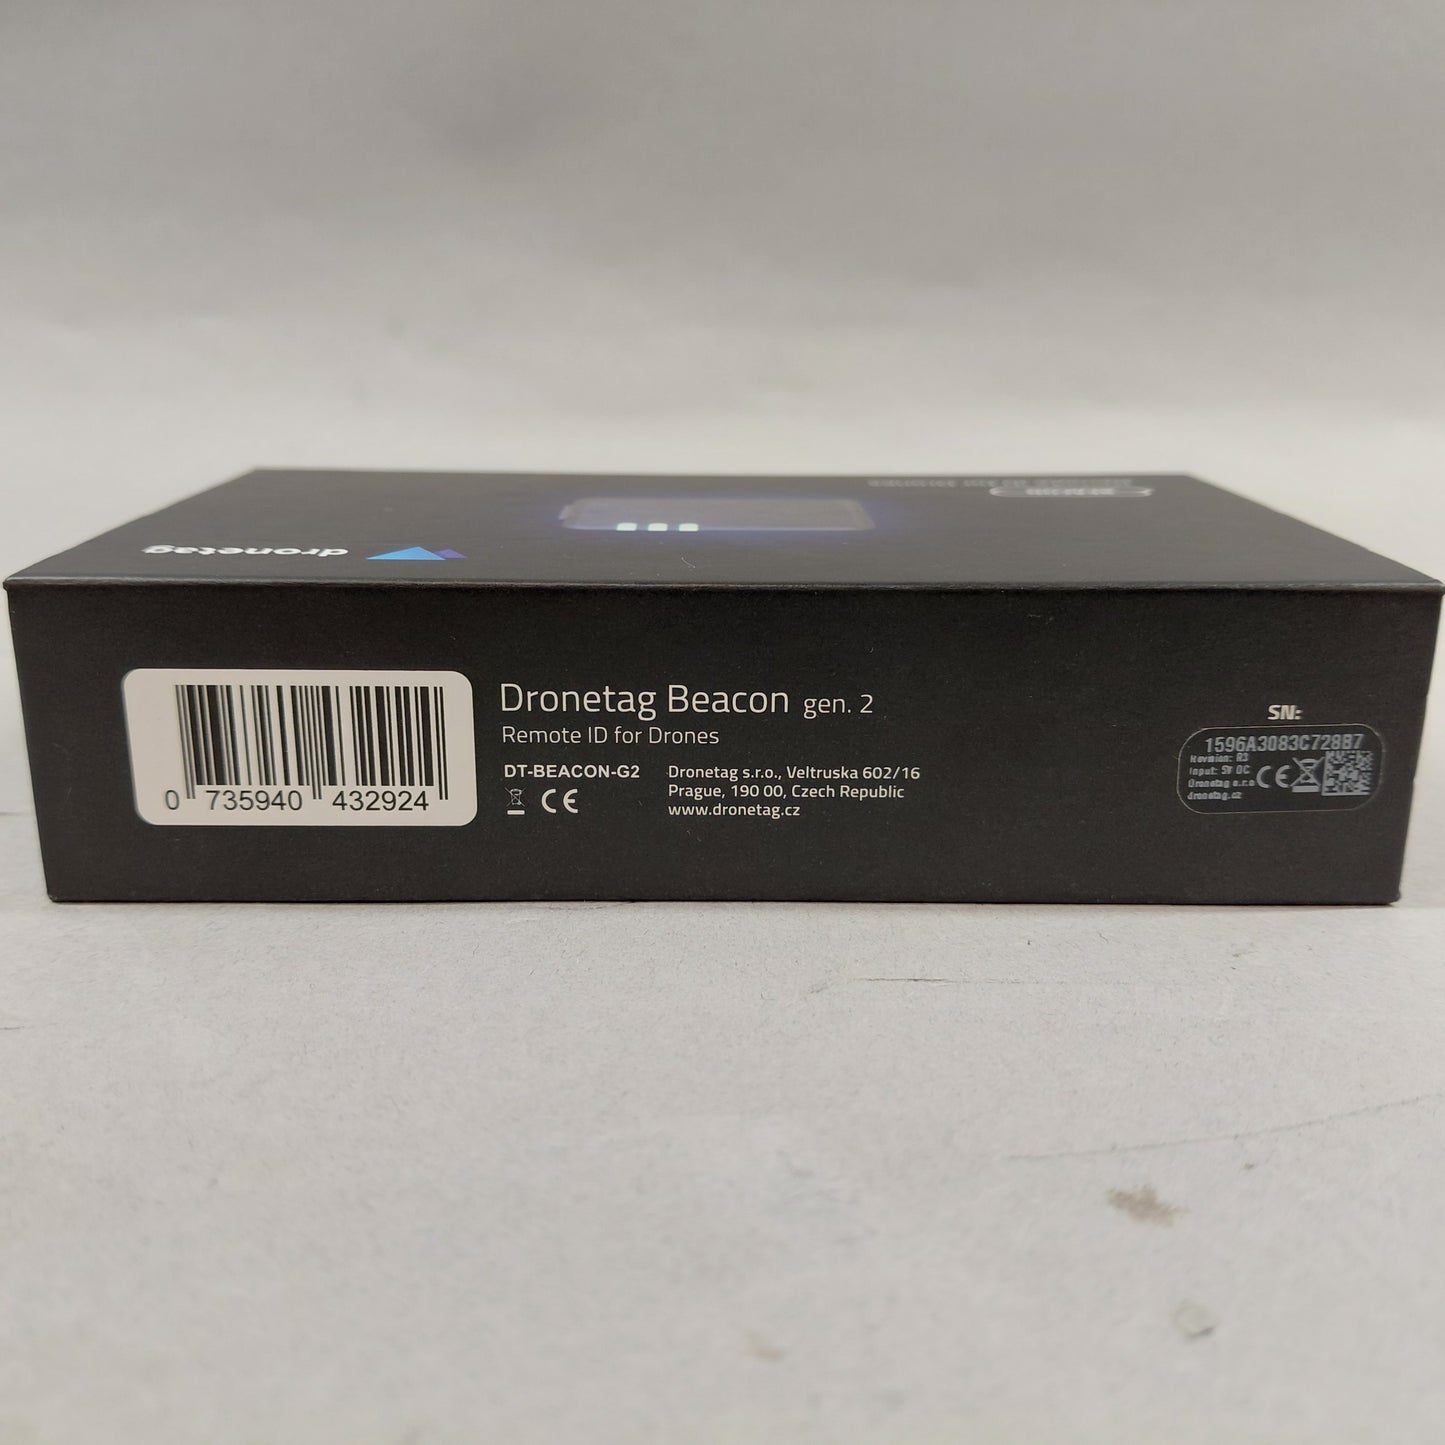 dronetag
Dronetag Beacon gen. 2
Remote ID for Drones
DT-BEACON-G2
Dronetag s.r.o., Veltruska 602/16
Prague, 190 00, Czech Republic
www.dronetag.cz
CE
0 735940 432924
SN:
1596A3083C728B7
Revision: R3
Input: 5V DC
Dronetag s.r.o
dronetag.cz
CE